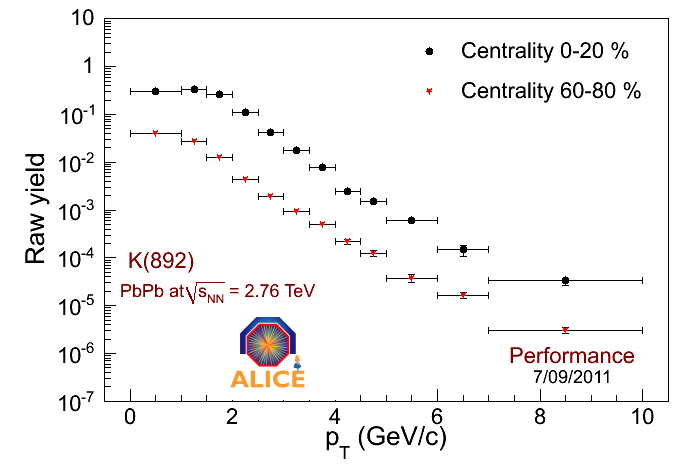 10
1
10⁻¹
10⁻²
10⁻³
10⁻⁴
10⁻⁵
10⁻⁶
10⁻⁷
Raw yield
Centrality 0-20 %
Centrality 60-80 %
K(892)
PbPb at √s_NN = 2.76 TeV
ALICE
Performance
7/09/2011
0 2 4 6 8 10
p_T (GeV/c)